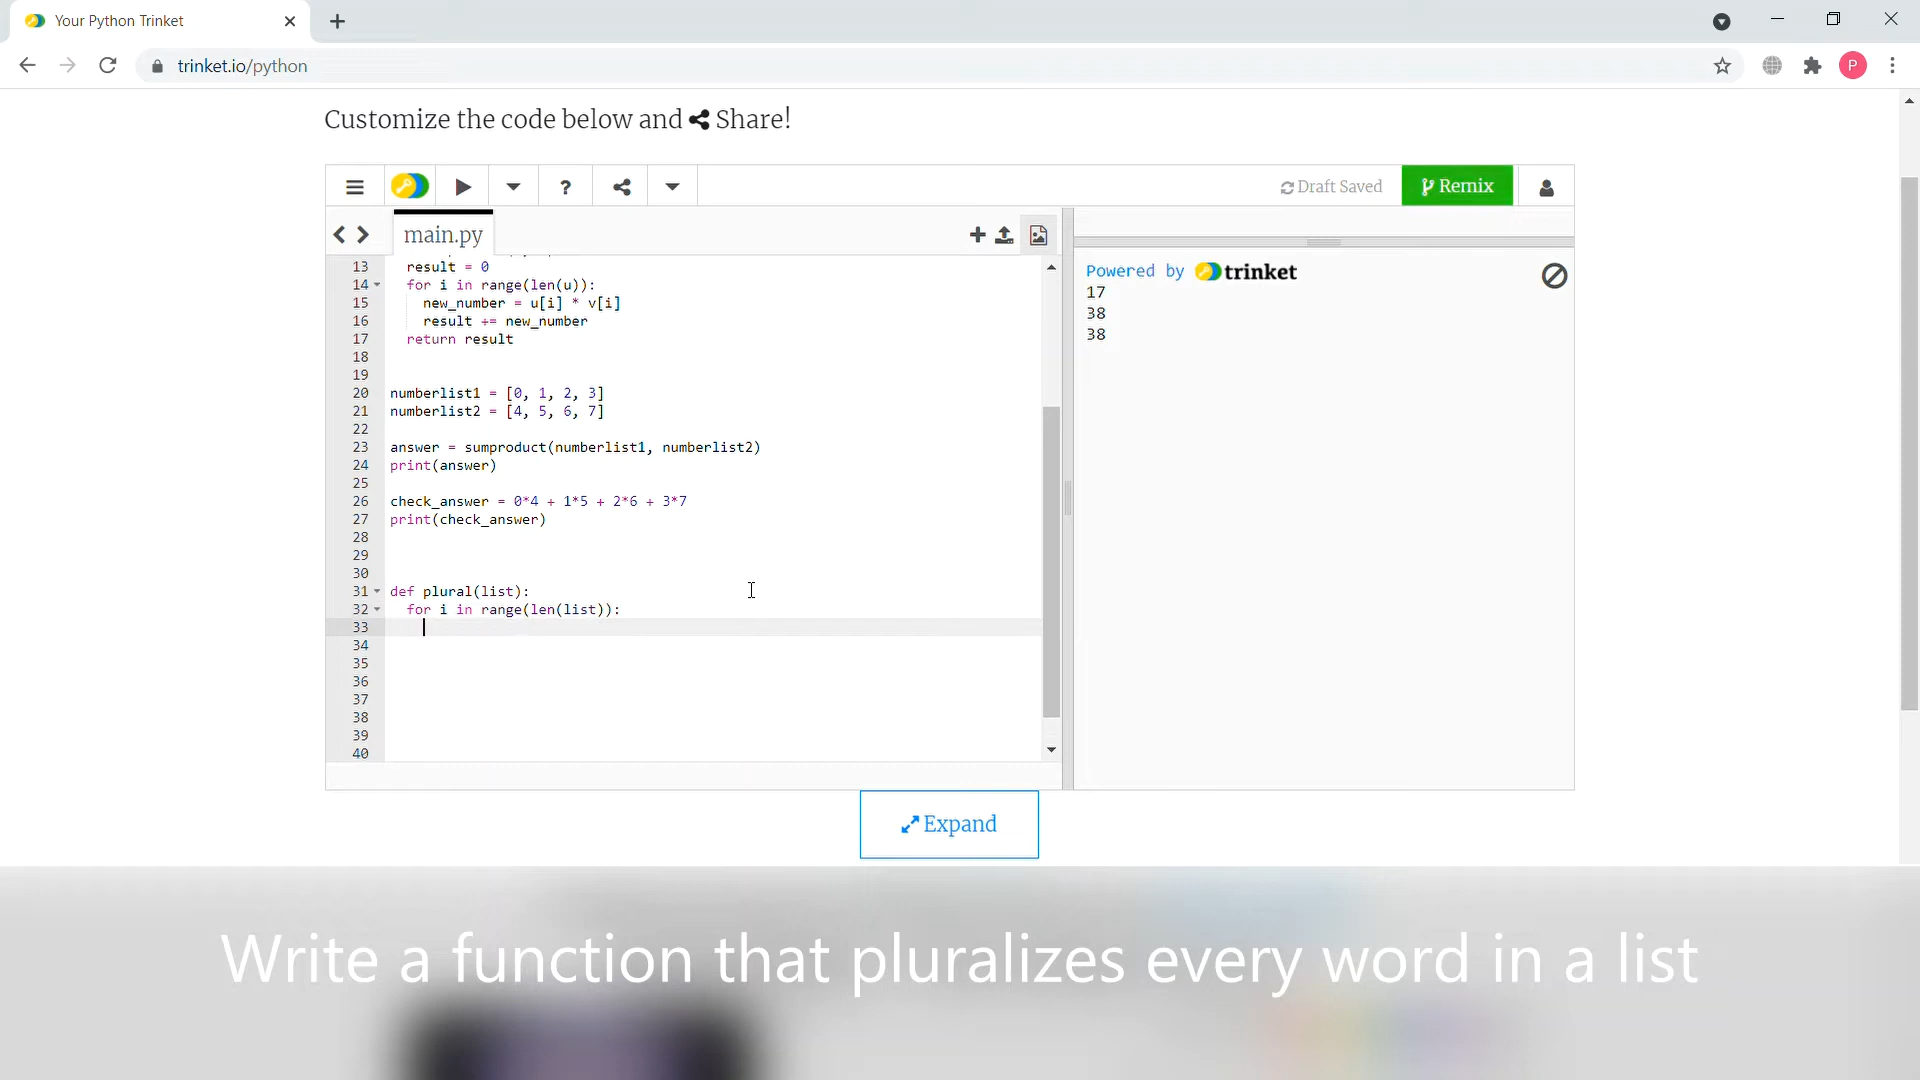 Your Python Trinket
trinket.io/python
P
Customize the code below and Share!
?
Draft Saved
Remix
main.py
13 result = 0
14 for i in range(len(u)):
15 new_number = u[i] * v[i]
16 result += new_number
17 return result
18
19
20 numberlist1 = [0, 1, 2, 3]
21 numberlist2 = [4, 5, 6, 7]
22
23 answer = sumproduct(numberlist1, numberlist2)
24 print(answer)
25
26 check_answer = 0*4 + 1*5 + 2*6 + 3*7
27 print(check_answer)
28
29
30
31 def plural(list):
32 for i in range(len(list)):
33
34
35
36
37
38
39
40
Powered by trinket
17
38
38
Expand
Write a function that pluralizes every word in a list